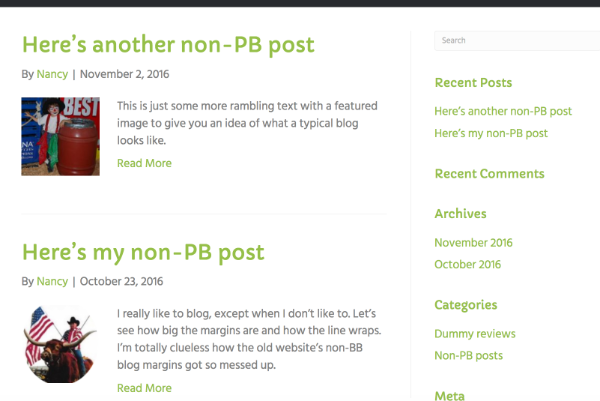 Here's another non-PB post
By Nancy | November 2, 2016
BEST
NA
This is just some more rambling text with a featured
image to give you an idea of what a typical blog
looks like.
Read More
Here's my non-PB post
By Nancy | October 23, 2016
I really like to blog, except when I don't like to. Let's
see how big the margins are and how the line wraps.
I'm totally clueless how the old website's non-BB
blog margins got so messed up.
Read More
Search
Recent Posts
Here's another non-PB post
Here's my non-PB post
Recent Comments
Archives
November 2016
October 2016
Categories
Dummy reviews
Non-PB posts
Meta